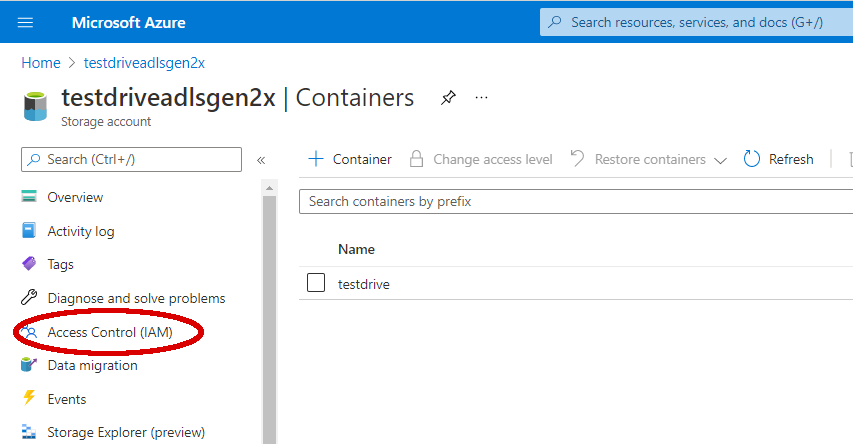 Microsoft Azure
Search resources, services, and docs (G+/)
Home > testdriveadlsgen2x
testdriveadlsgen2x | Containers
Storage account
Search (Ctrl+/)
«
+ Container
Change access level
Restore containers
Refresh
Overview
Activity log
Tags
Diagnose and solve problems
Access Control (IAM)
Data migration
Events
Storage Explorer (preview)
Search containers by prefix
Name
testdrive